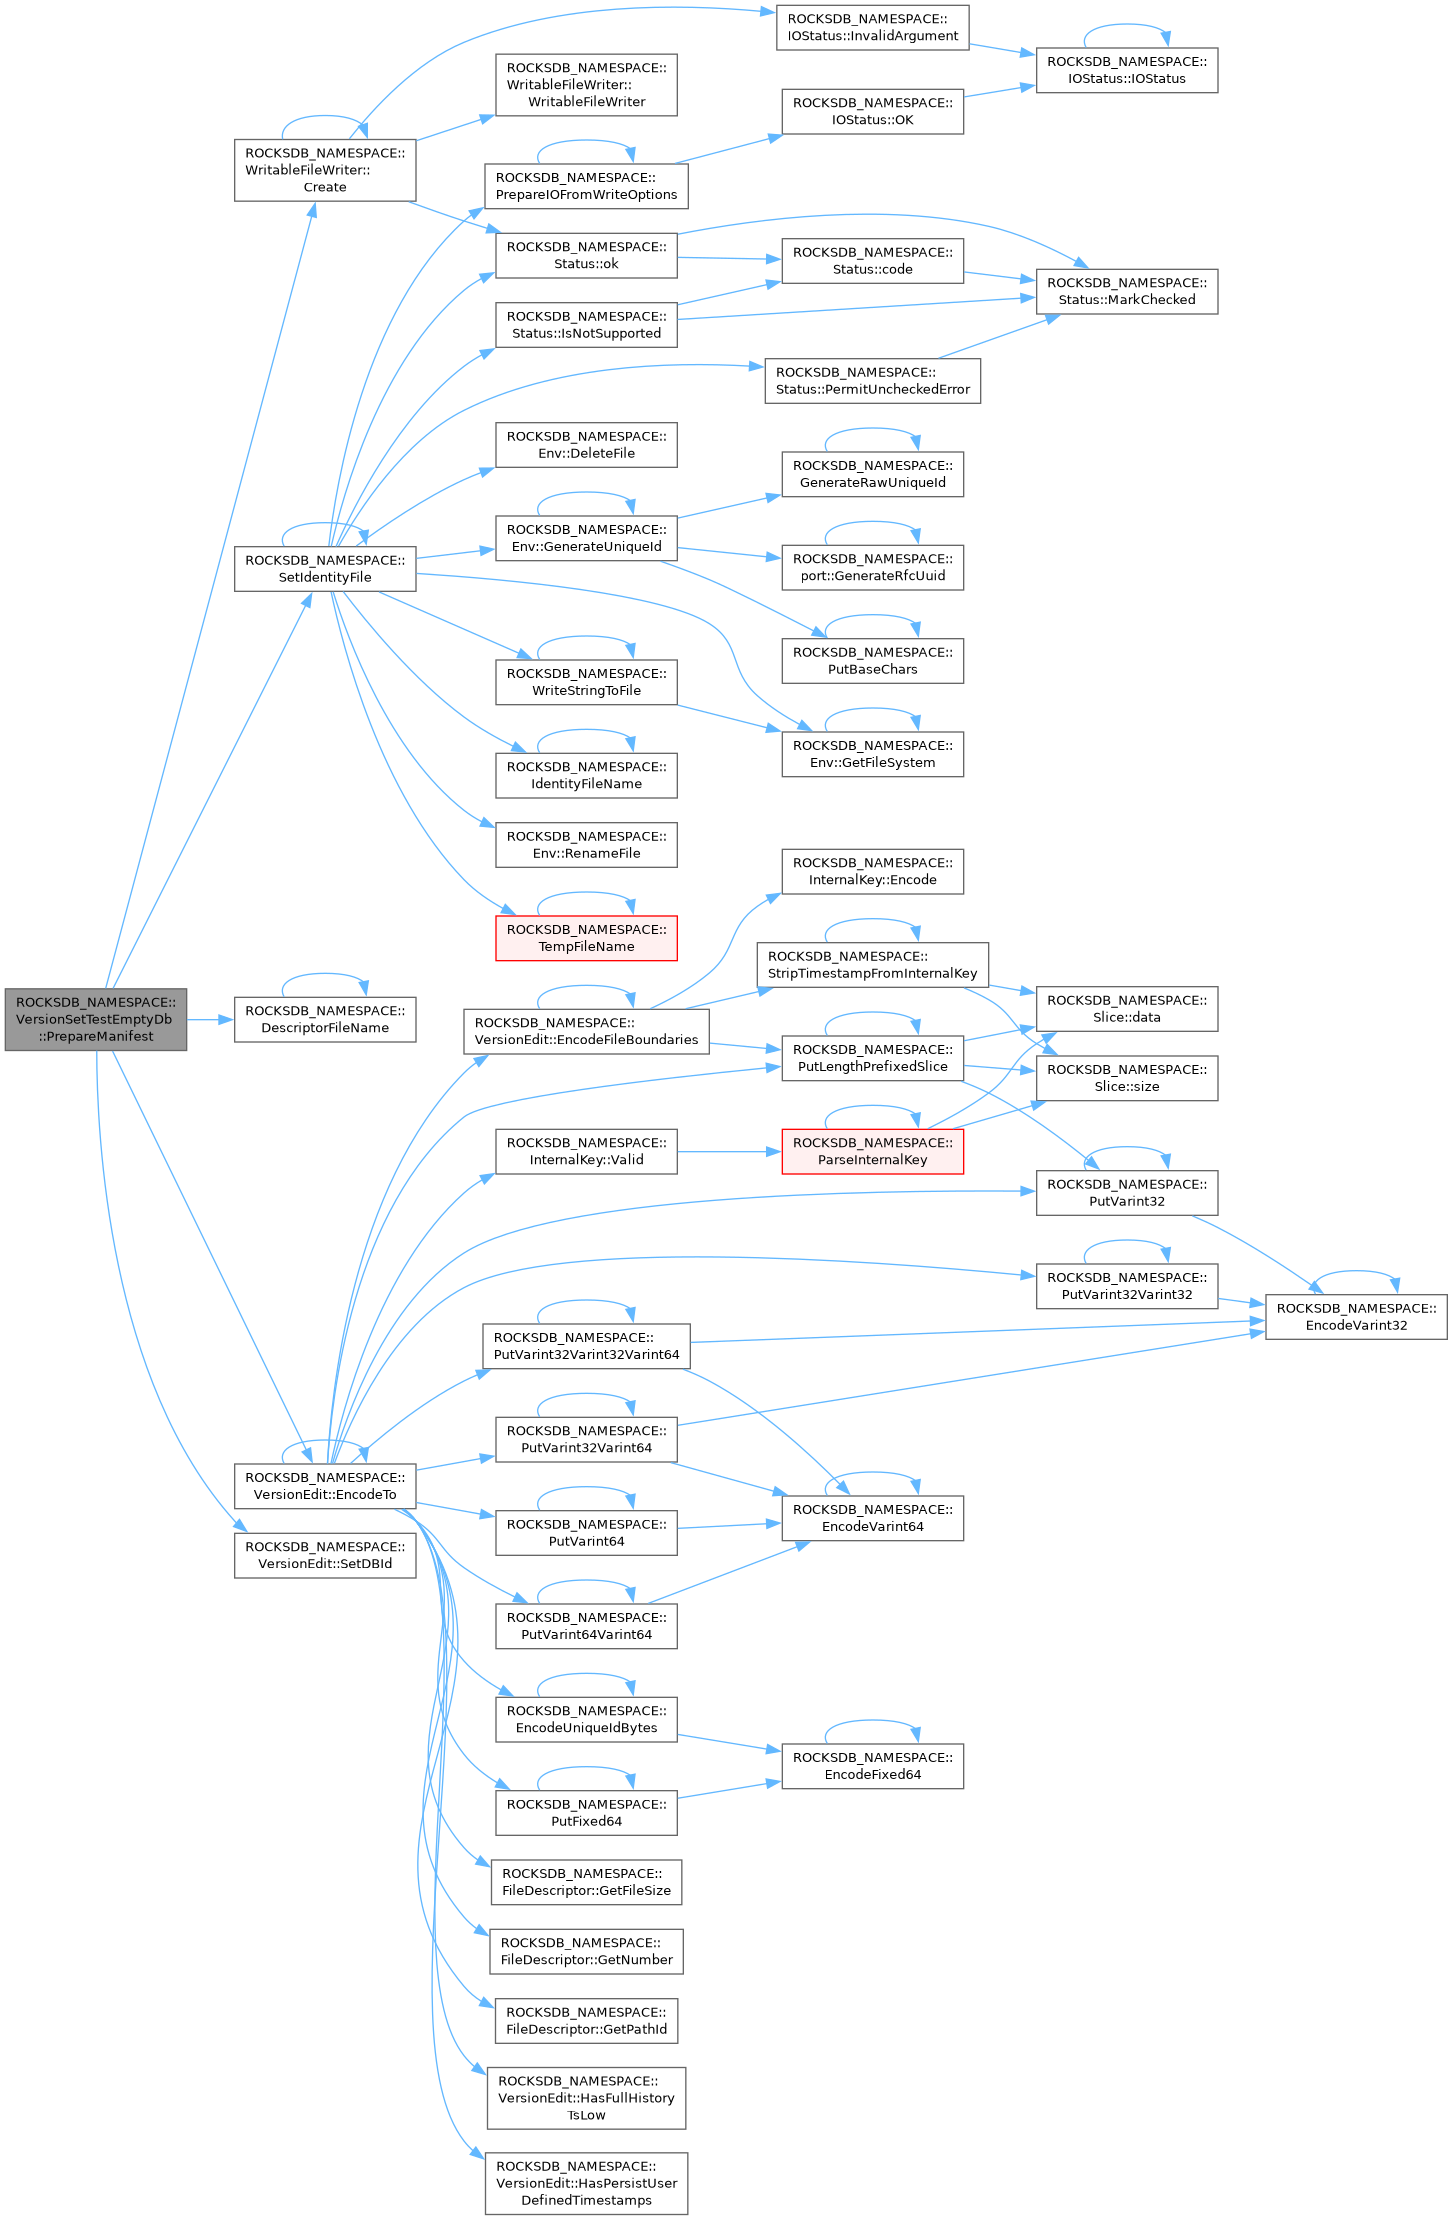 ROCKSDB_NAMESPACE::
IOStatus::InvalidArgument
ROCKSDB_NAMESPACE::
IOStatus::IOStatus
ROCKSDB_NAMESPACE::
WritableFileWriter::
WritableFileWriter
ROCKSDB_NAMESPACE::
IOStatus::OK
ROCKSDB_NAMESPACE::
WritableFileWriter::
Create
ROCKSDB_NAMESPACE::
PrepareIOFromWriteOptions
ROCKSDB_NAMESPACE::
Status::ok
ROCKSDB_NAMESPACE::
Status::code
ROCKSDB_NAMESPACE::
Status::MarkChecked
ROCKSDB_NAMESPACE::
Status::IsNotSupported
ROCKSDB_NAMESPACE::
Status::PermitUncheckedError
ROCKSDB_NAMESPACE::
Env::DeleteFile
ROCKSDB_NAMESPACE::
GenerateRawUniqueId
ROCKSDB_NAMESPACE::
Env::GenerateUniqueId
ROCKSDB_NAMESPACE::
SetIdentityFile
ROCKSDB_NAMESPACE::
port::GenerateRfcUuid
ROCKSDB_NAMESPACE::
PutBaseChars
ROCKSDB_NAMESPACE::
WriteStringToFile
ROCKSDB_NAMESPACE::
Env::GetFileSystem
ROCKSDB_NAMESPACE::
IdentityFileName
ROCKSDB_NAMESPACE::
Env::RenameFile
ROCKSDB_NAMESPACE::
InternalKey::Encode
ROCKSDB_NAMESPACE::
TempFileName
ROCKSDB_NAMESPACE::
StripTimestampFromInternalKey
ROCKSDB_NAMESPACE::
VersionSetTestEmptyDb
::PrepareManifest
ROCKSDB_NAMESPACE::
DescriptorFileName
ROCKSDB_NAMESPACE::
VersionEdit::EncodeFileBoundaries
ROCKSDB_NAMESPACE::
Slice::data
ROCKSDB_NAMESPACE::
PutLengthPrefixedSlice
ROCKSDB_NAMESPACE::
Slice::size
ROCKSDB_NAMESPACE::
InternalKey::Valid
ROCKSDB_NAMESPACE::
ParseInternalKey
ROCKSDB_NAMESPACE::
PutVarint32
ROCKSDB_NAMESPACE::
PutVarint32Varint32
ROCKSDB_NAMESPACE::
EncodeVarint32
ROCKSDB_NAMESPACE::
PutVarint32Varint32Varint64
ROCKSDB_NAMESPACE::
PutVarint32Varint64
ROCKSDB_NAMESPACE::
VersionEdit::EncodeTo
ROCKSDB_NAMESPACE::
EncodeVarint64
ROCKSDB_NAMESPACE::
PutVarint64
ROCKSDB_NAMESPACE::
VersionEdit::SetDBId
ROCKSDB_NAMESPACE::
PutVarint64Varint64
ROCKSDB_NAMESPACE::
EncodeUniqueIdBytes
ROCKSDB_NAMESPACE::
EncodeFixed64
ROCKSDB_NAMESPACE::
PutFixed64
ROCKSDB_NAMESPACE::
FileDescriptor::GetFileSize
ROCKSDB_NAMESPACE::
FileDescriptor::GetNumber
ROCKSDB_NAMESPACE::
FileDescriptor::GetPathId
ROCKSDB_NAMESPACE::
VersionEdit::HasFullHistory
TsLow
ROCKSDB_NAMESPACE::
VersionEdit::HasPersistUser
DefinedTimestamps